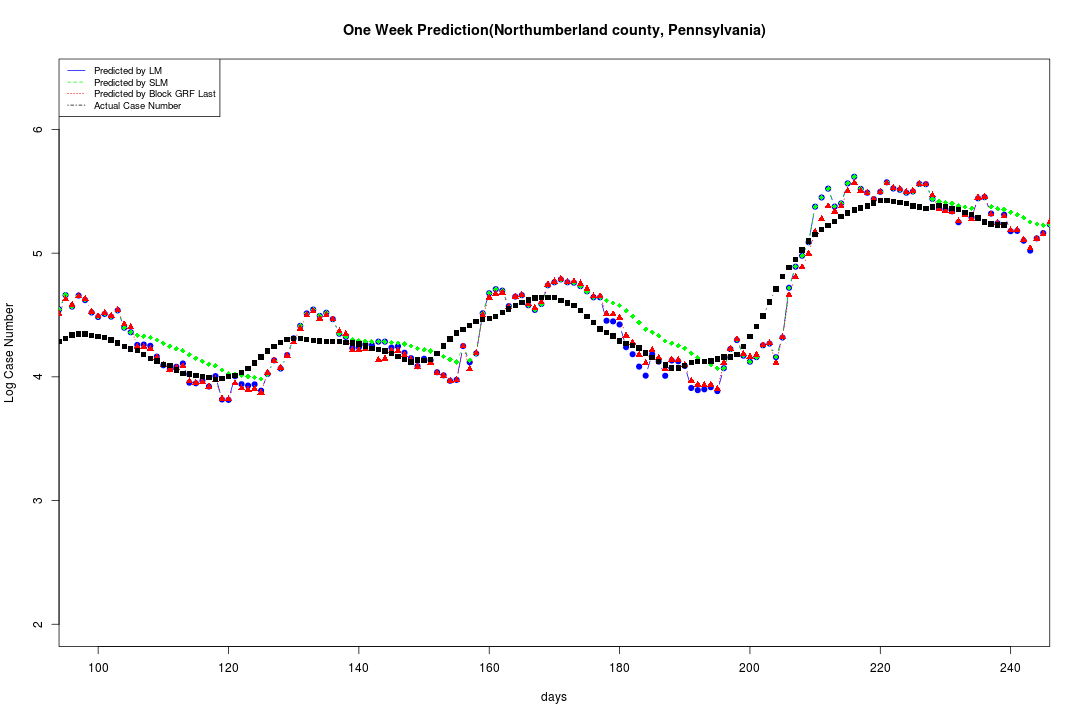 One Week Prediction(Northumberland county, Pennsylvania)
Predicted by LM
Predicted by SLM
Predicted by Block GRF Last
Actual Case Number
Log Case Number
6
5
4
3
2
100 120 140 160 180 200 220 240
days